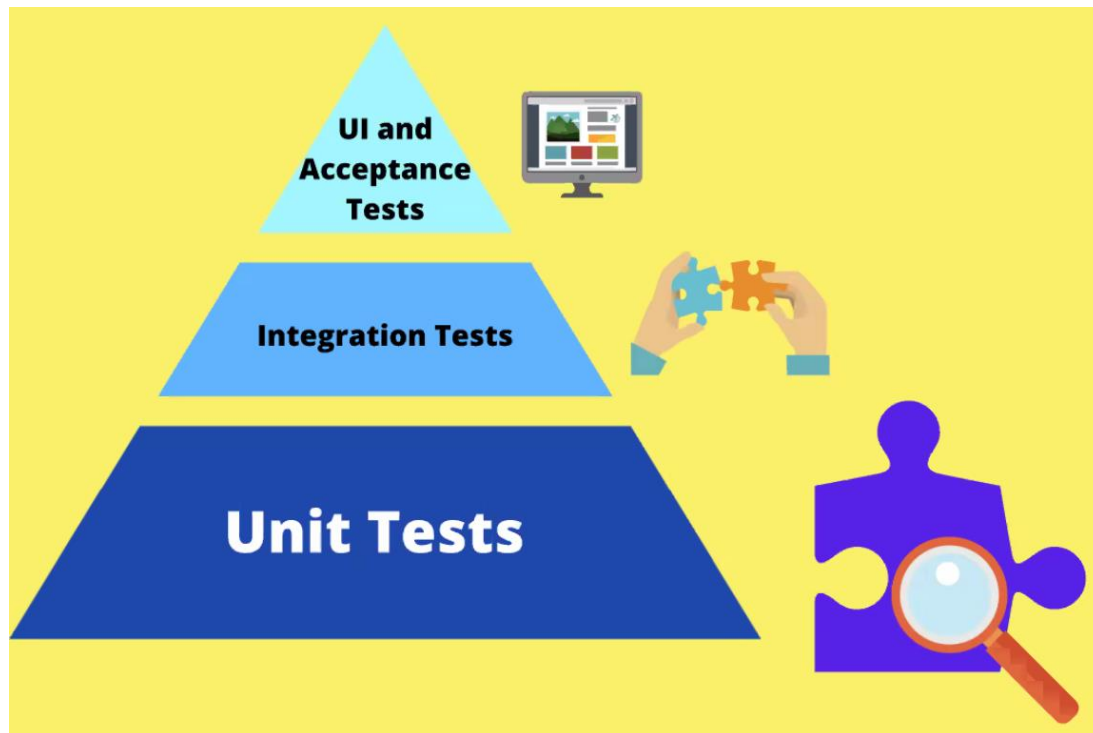 UI and
Acceptance
Tests
Integration Tests
Unit Tests